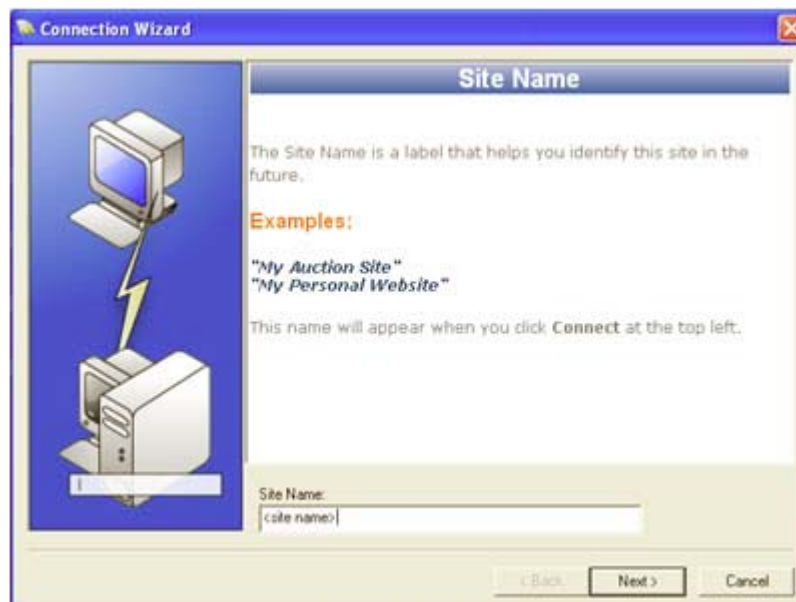 Connection Wizard
Site Name
The Site Name is a label that helps you identify this site in the
future.
Examples:
"My Auction Site"
"My Personal Website"
This name will appear when you click Connect at the top left.
Site Name:
<site name>
< Back
Next >
Cancel